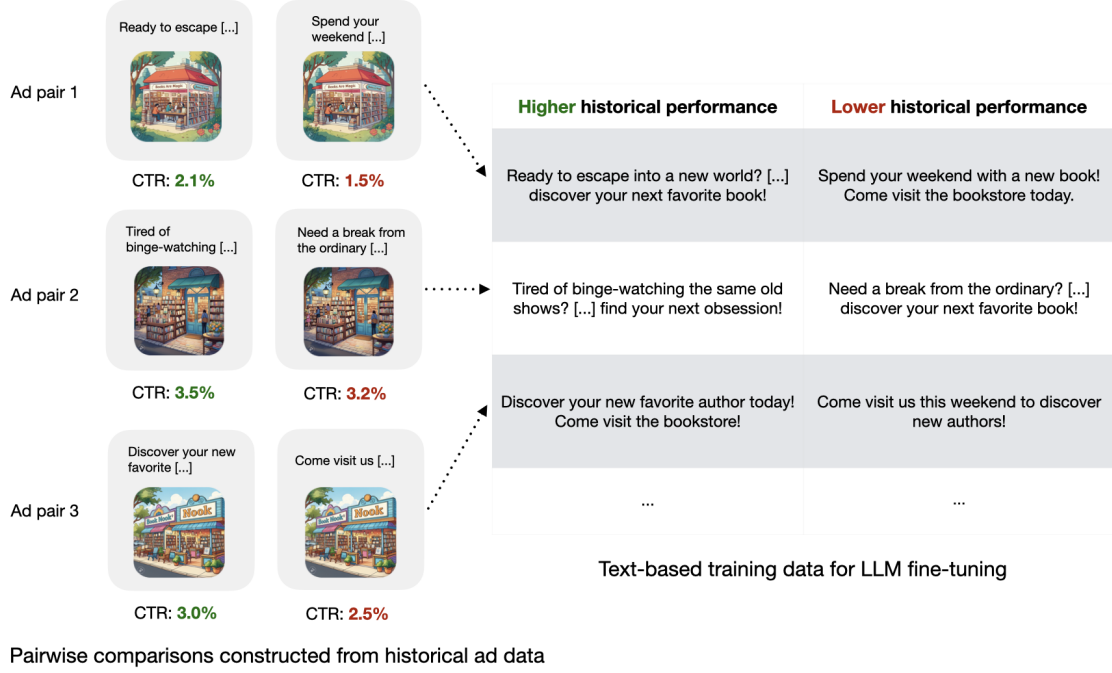 Ready to escape [...]
Spend your
weekend [...]
Ad pair 1
Books Are Magic
CTR: 2.1%
CTR: 1.5%
Tired of
binge-watching [...]
Need a break from
the ordinary [...]
Ad pair 2
CTR: 3.5%
CTR: 3.2%
Discover your new
favorite [...]
Come visit us [...]
Ad pair 3
Book Nook
Nook
Book Nook
Nook
CTR: 3.0%
CTR: 2.5%
Pairwise comparisons constructed from historical ad data
Higher historical performance
Lower historical performance
Ready to escape into a new world? [...]
discover your next favorite book!
Spend your weekend with a new book!
Come visit the bookstore today.
Tired of binge-watching the same old
shows? [...] find your next obsession!
Need a break from the ordinary? [...]
discover your next favorite book!
Discover your new favorite author today!
Come visit the bookstore!
Come visit us this weekend to discover
new authors!
...
...
Text-based training data for LLM fine-tuning